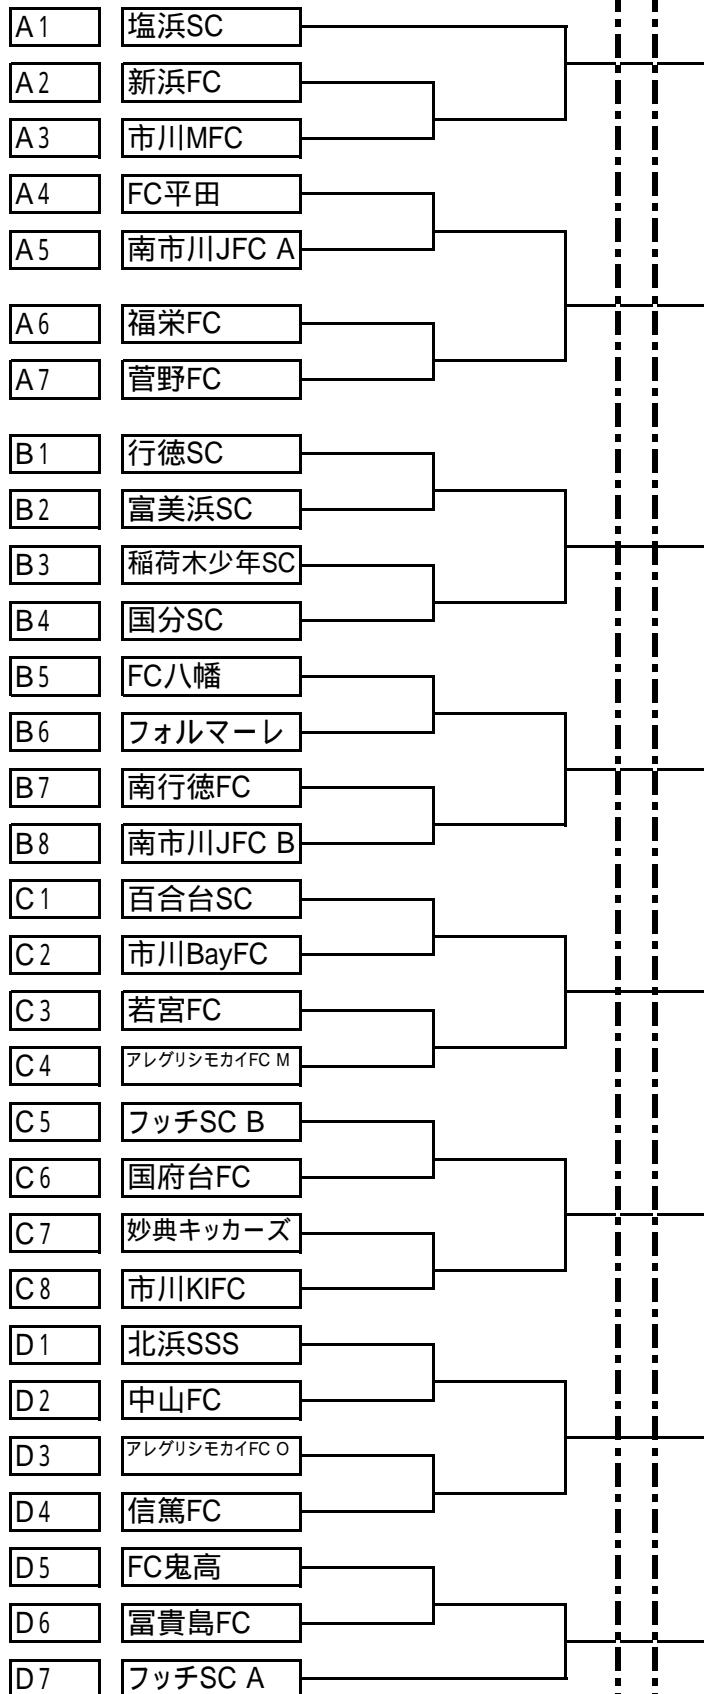 A1 塩浜SC
A2 新浜FC
A3 市川MFC
A4 FC平田
A5 南市川JFC A
A6 福栄FC
A7 菅野FC
B1 行徳SC
B2 富美浜SC
B3 稲荷木少年SC
B4 国分SC
B5 FC八幡
B6 フォルマーレ
B7 南行徳FC
B8 南市川JFC B
C1 百合台SC
C2 市川BayFC
C3 若宮FC
C4 アレグリシモカイFC M
C5 フッチSC B
C6 国府台FC
C7 妙典キッカーズ
C8 市川KIFC
D1 北浜SSS
D2 中山FC
D3 アレグリシモカイFC O
D4 信篤FC
D5 FC鬼高
D6 冨貴島FC
D7 フッチSC A